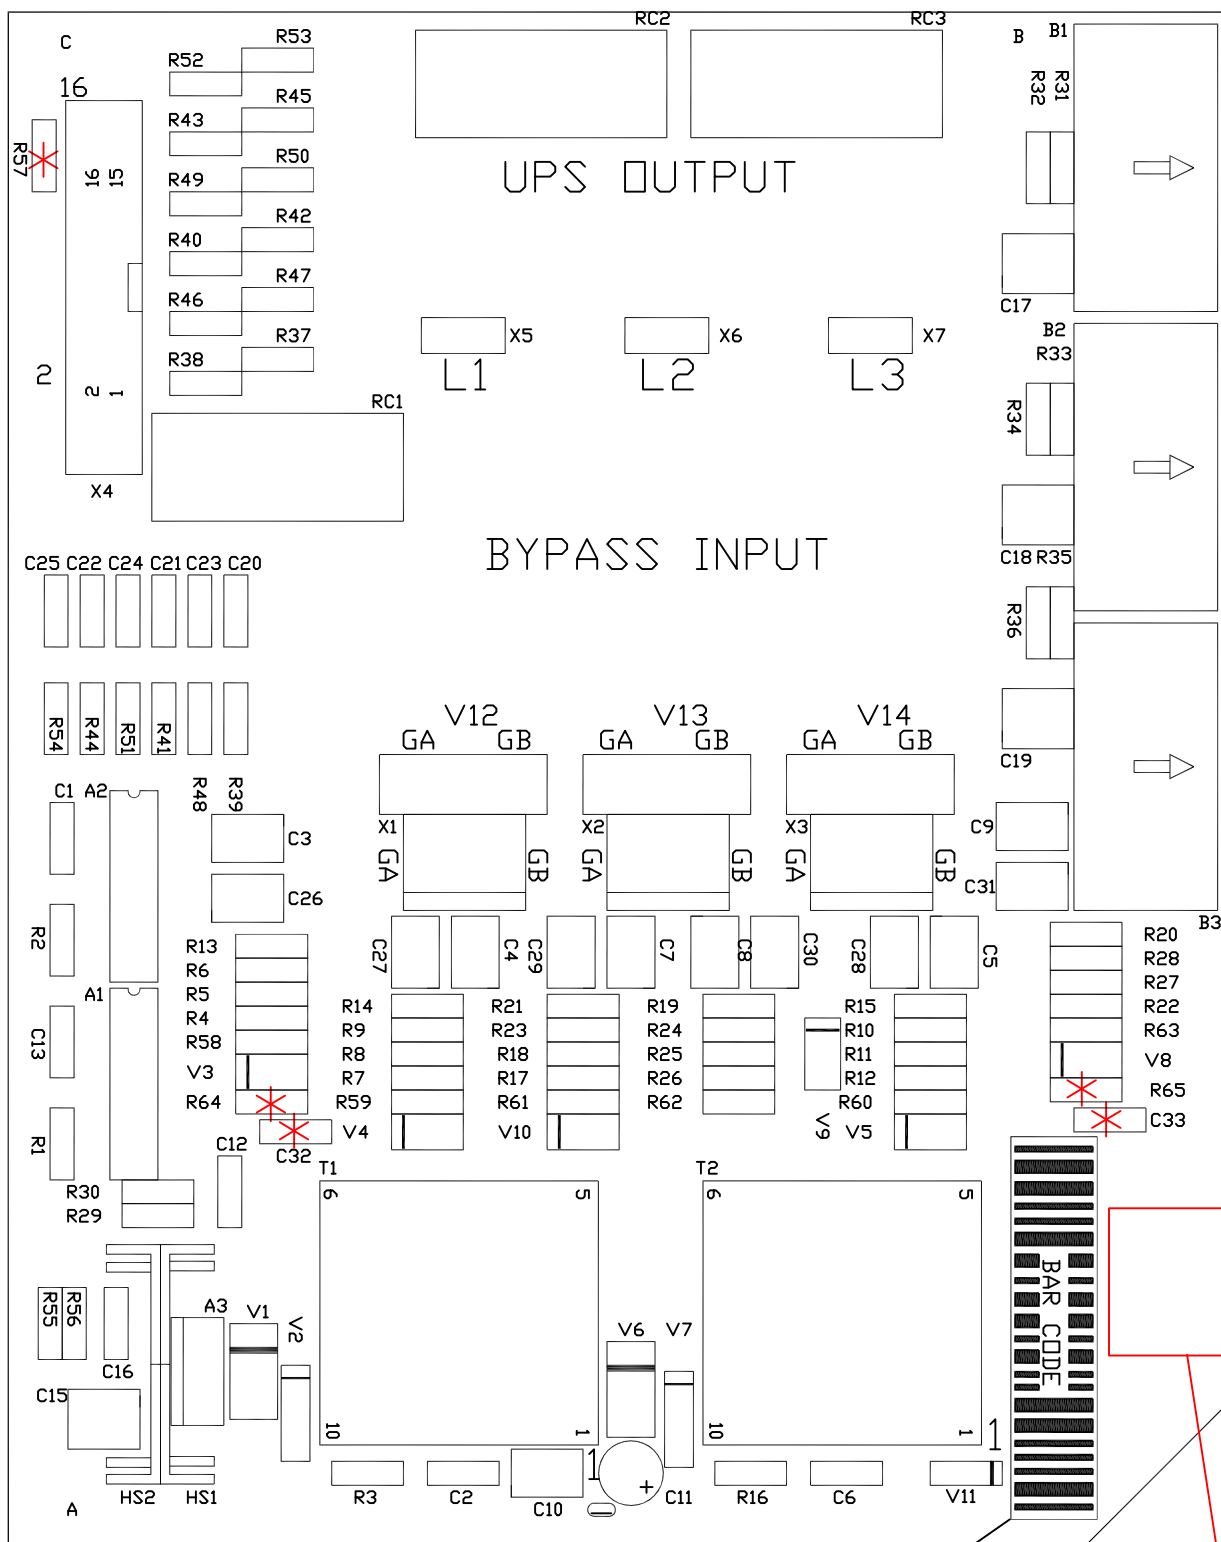 RC2
RC3
C
B
B1
R53
R52
16
R32
R31
R45
R43
R57
R50
16
15
UPS OUTPUT
R49
R42
R40
R47
C17
R46
X5
X6
X7
B2
R37
R33
R38
2
L1
L2
L3
2
1
RC1
R34
X4
BYPASS INPUT
C25
C22
C24
C21
C23
C20
C18
R35
R36
R54
R44
R51
R41
V12
V13
V14
GA
GB
GA
GB
GA
GB
C19
C1
A2
R48
R39
C3
X1
X2
X3
C9
GA
GB
GA
GB
GA
GB
C26
C31
B3
R2
R13
C27
C4
C29
C7
C8
C30
C28
C5
R20
R6
R28
R5
R27
A1
R4
R14
R21
R19
R15
R22
C13
R58
R9
R23
R24
R10
R63
V3
R8
R18
R25
R11
V8
R7
R17
R26
R12
R64
R59
R61
R62
R60
R65
R1
V4
V10
V9
V5
C33
C12
C32
T1
T2
R30
6
5
6
5
R29
BAR CODE
R55
R56
A3
V1
V2
V6
V7
C16
C15
10
1
10
1
1
1
+
HS2
HS1
R3
C2
C10
C11
R16
C6
V11
A